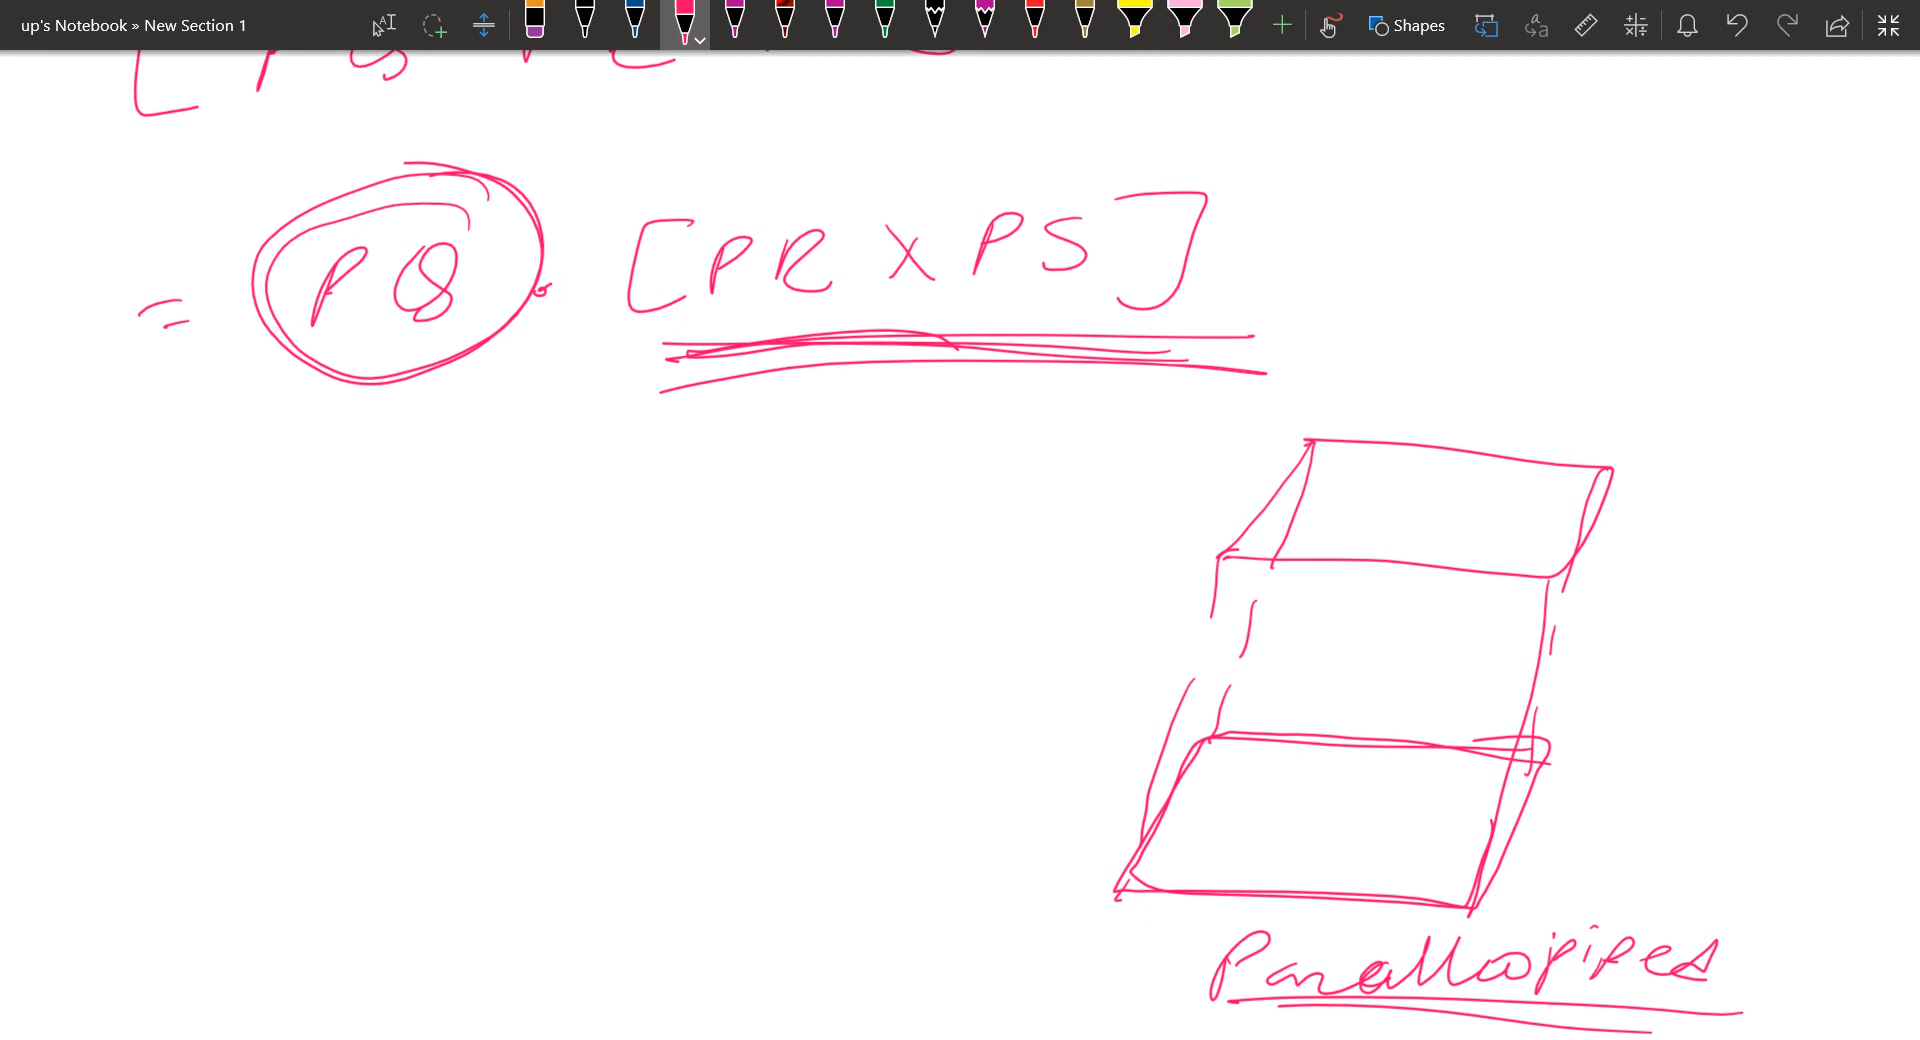 up's Notebook » New Section 1
Shapes
= PQ . [PR X PS]
Parallopiped